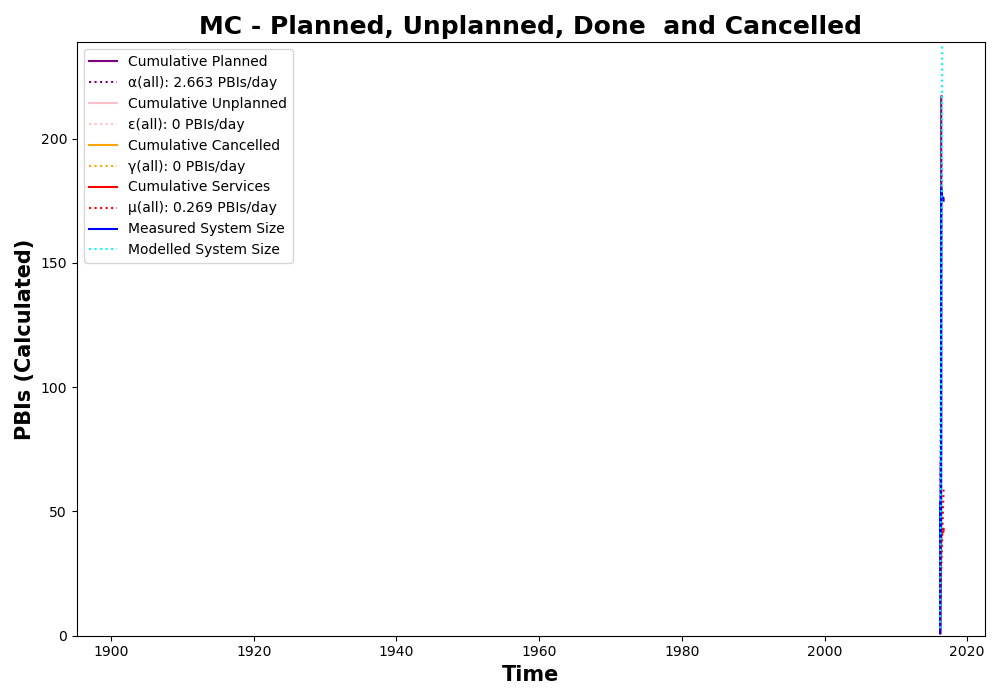 MC - Planned, Unplanned, Done  and Cancelled
Cumulative Planned
α(all): 2.663 PBIs/day
Cumulative Unplanned
ε(all): 0 PBIs/day
Cumulative Cancelled
γ(all): 0 PBIs/day
Cumulative Services
μ(all): 0.269 PBIs/day
Measured System Size
Modelled System Size
PBIs (Calculated)
200
150
100
50
0
1900 1920 1940 1960 1980 2000 2020
Time